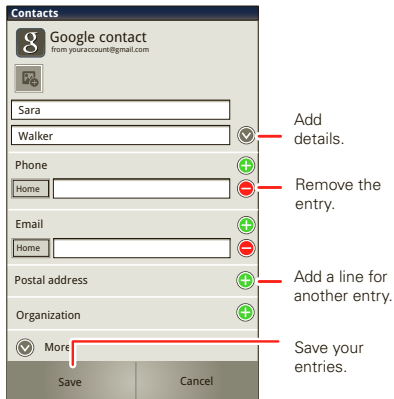 Contacts
g
Google contact
from youraccount@gmail.com
Sara
Walker
Add
details.
Phone
Home
Remove the
entry.
Email
Home
Postal address
Add a line for
another entry.
Organization
More
Save your
entries.
Save
Cancel